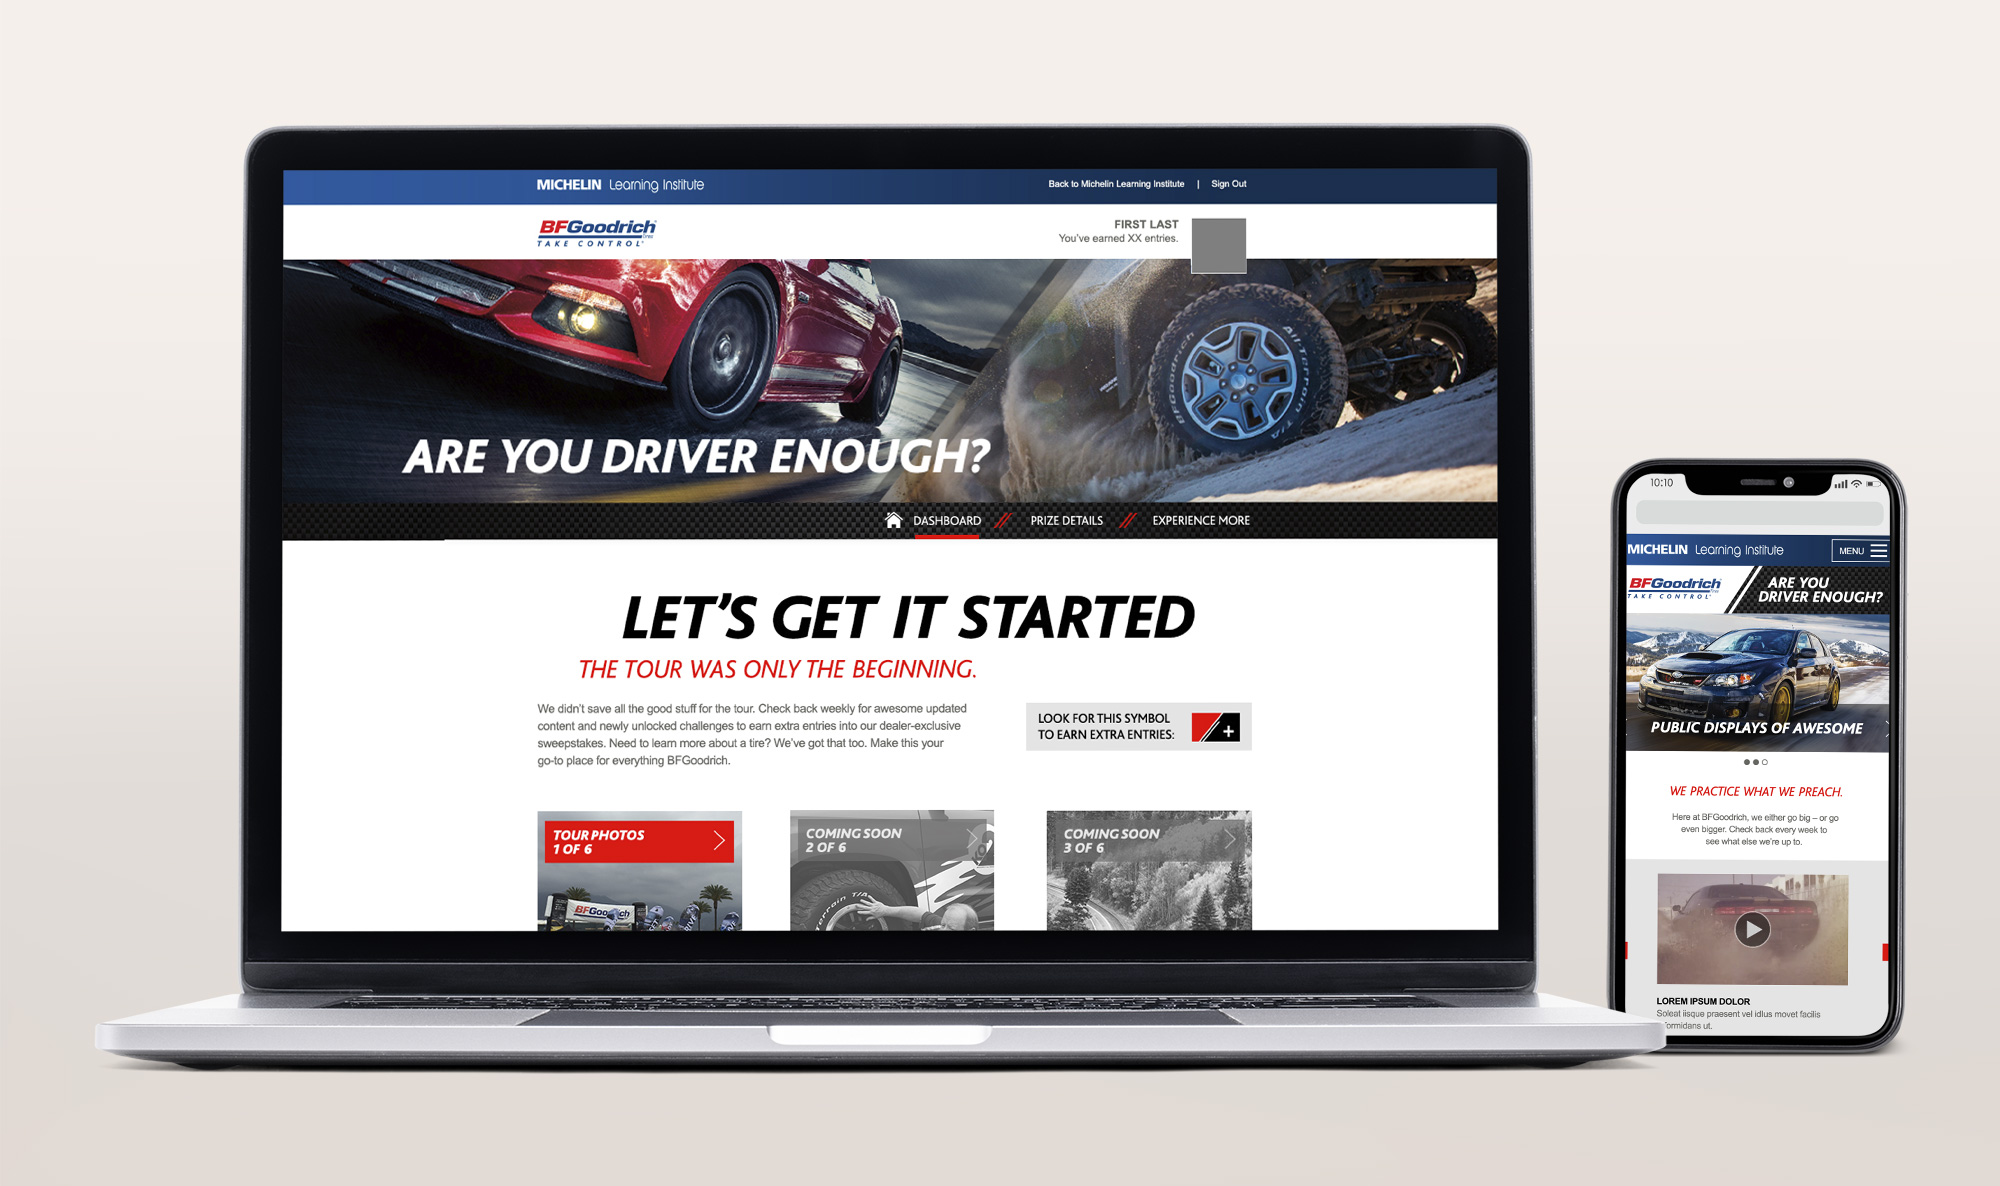 MICHELIN Learning Institute
Back to Michelin Learning Institute | Sign Out
BFGoodrich
Tires
TAKE CONTROL
FIRST LAST
You've earned XX entries.
BFGoodrich
All-Terrain T/A
ARE YOU DRIVER ENOUGH?
DASHBOARD // PRIZE DETAILS // EXPERIENCE MORE
LET'S GET IT STARTED
THE TOUR WAS ONLY THE BEGINNING.
We didn't save all the good stuff for the tour. Check back weekly for awesome updated
content and newly unlocked challenges to earn extra entries into our dealer-exclusive
sweepstakes. Need to learn more about a tire? We've got that too. Make this your
go-to place for everything BFGoodrich.
LOOK FOR THIS SYMBOL
TO EARN EXTRA ENTRIES:
+
TOUR PHOTOS
1 OF 6
BFGoodrich
COMING SOON
2 OF 6
Terrain T/A
COMING SOON
3 OF 6
10:10
MICHELIN Learning Institute
MENU
BFGoodrich
Tires
TAKE CONTROL
ARE YOU
DRIVER ENOUGH?
PUBLIC DISPLAYS OF AWESOME
WE PRACTICE WHAT WE PREACH.
Here at BFGoodrich, we either go big – or go
even bigger. Check back every week to
see what else we're up to.
LOREM IPSUM DOLOR
Soleat iisque praesent vel idlus movet facilis
formidans ut.